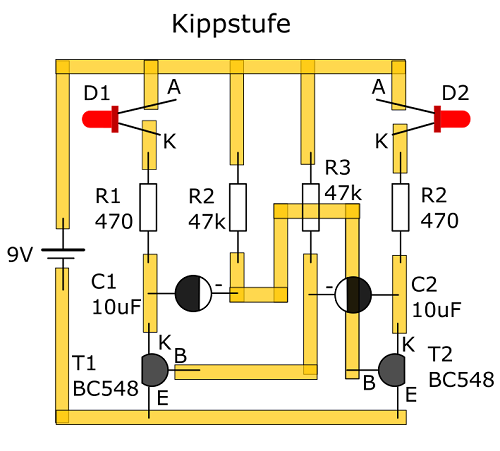 Kippstufe
A
A
D1
D2
K
K
R3
47k
R1
470
R2
47k
R2
470
9V
C1
10uF
-
-
C2
10uF
K
K
T1
BC548
B
B
T2
BC548
E
E